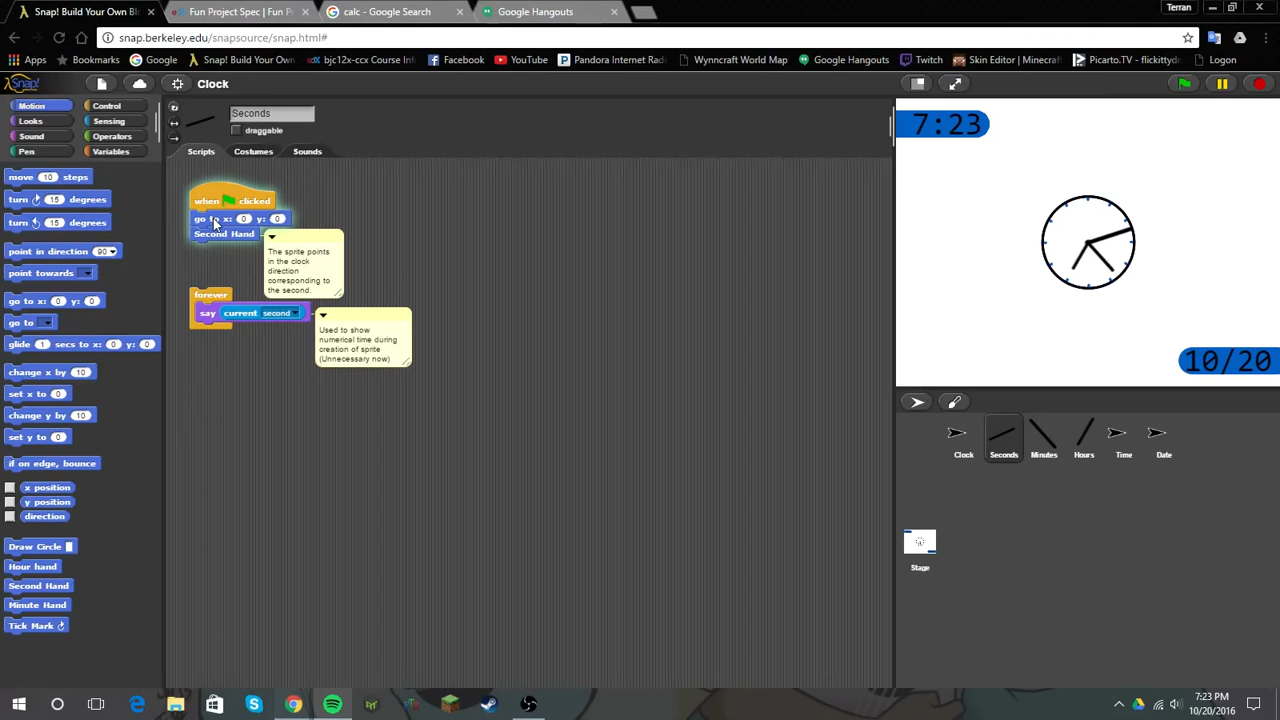 Snap! Build Your Own Blo
Fun Project Spec | Fun P
calc - Google Search
Google Hangouts
Terran
snap.berkeley.edu/snapsource/snap.html#
Apps
Bookmarks
Google
Snap! Build Your Own
bjc12x-ccx Course Info
Facebook
YouTube
Pandora Internet Radi
Wynncraft World Map
Google Hangouts
Twitch
Skin Editor | Minecraf
Picarto.TV - flickittydr
Logon
Snap!
Clock
Motion
Control
Looks
Sensing
Sound
Operators
Pen
Variables
Seconds
draggable
Scripts
Costumes
Sounds
move 10 steps
turn 15 degrees
turn 15 degrees
point in direction 90
point towards
go to x: 0 y: 0
go to
glide 1 secs to x: 0 y: 0
change x by 10
set x to 0
change y by 10
set y to 0
if on edge, bounce
x position
y position
direction
Draw Circle
Hour hand
Second Hand
Minute Hand
Tick Mark
when clicked
go to x: 0 y: 0
Second Hand
The sprite points
in the clock
direction
corresponding to
the second.
forever
say current second
Used to show
numerical time during
creation of sprite
(Unnecessary now)
7:23
10/20
Clock
Seconds
Minutes
Hours
Time
Date
Stage
7:23 PM
10/20/2016